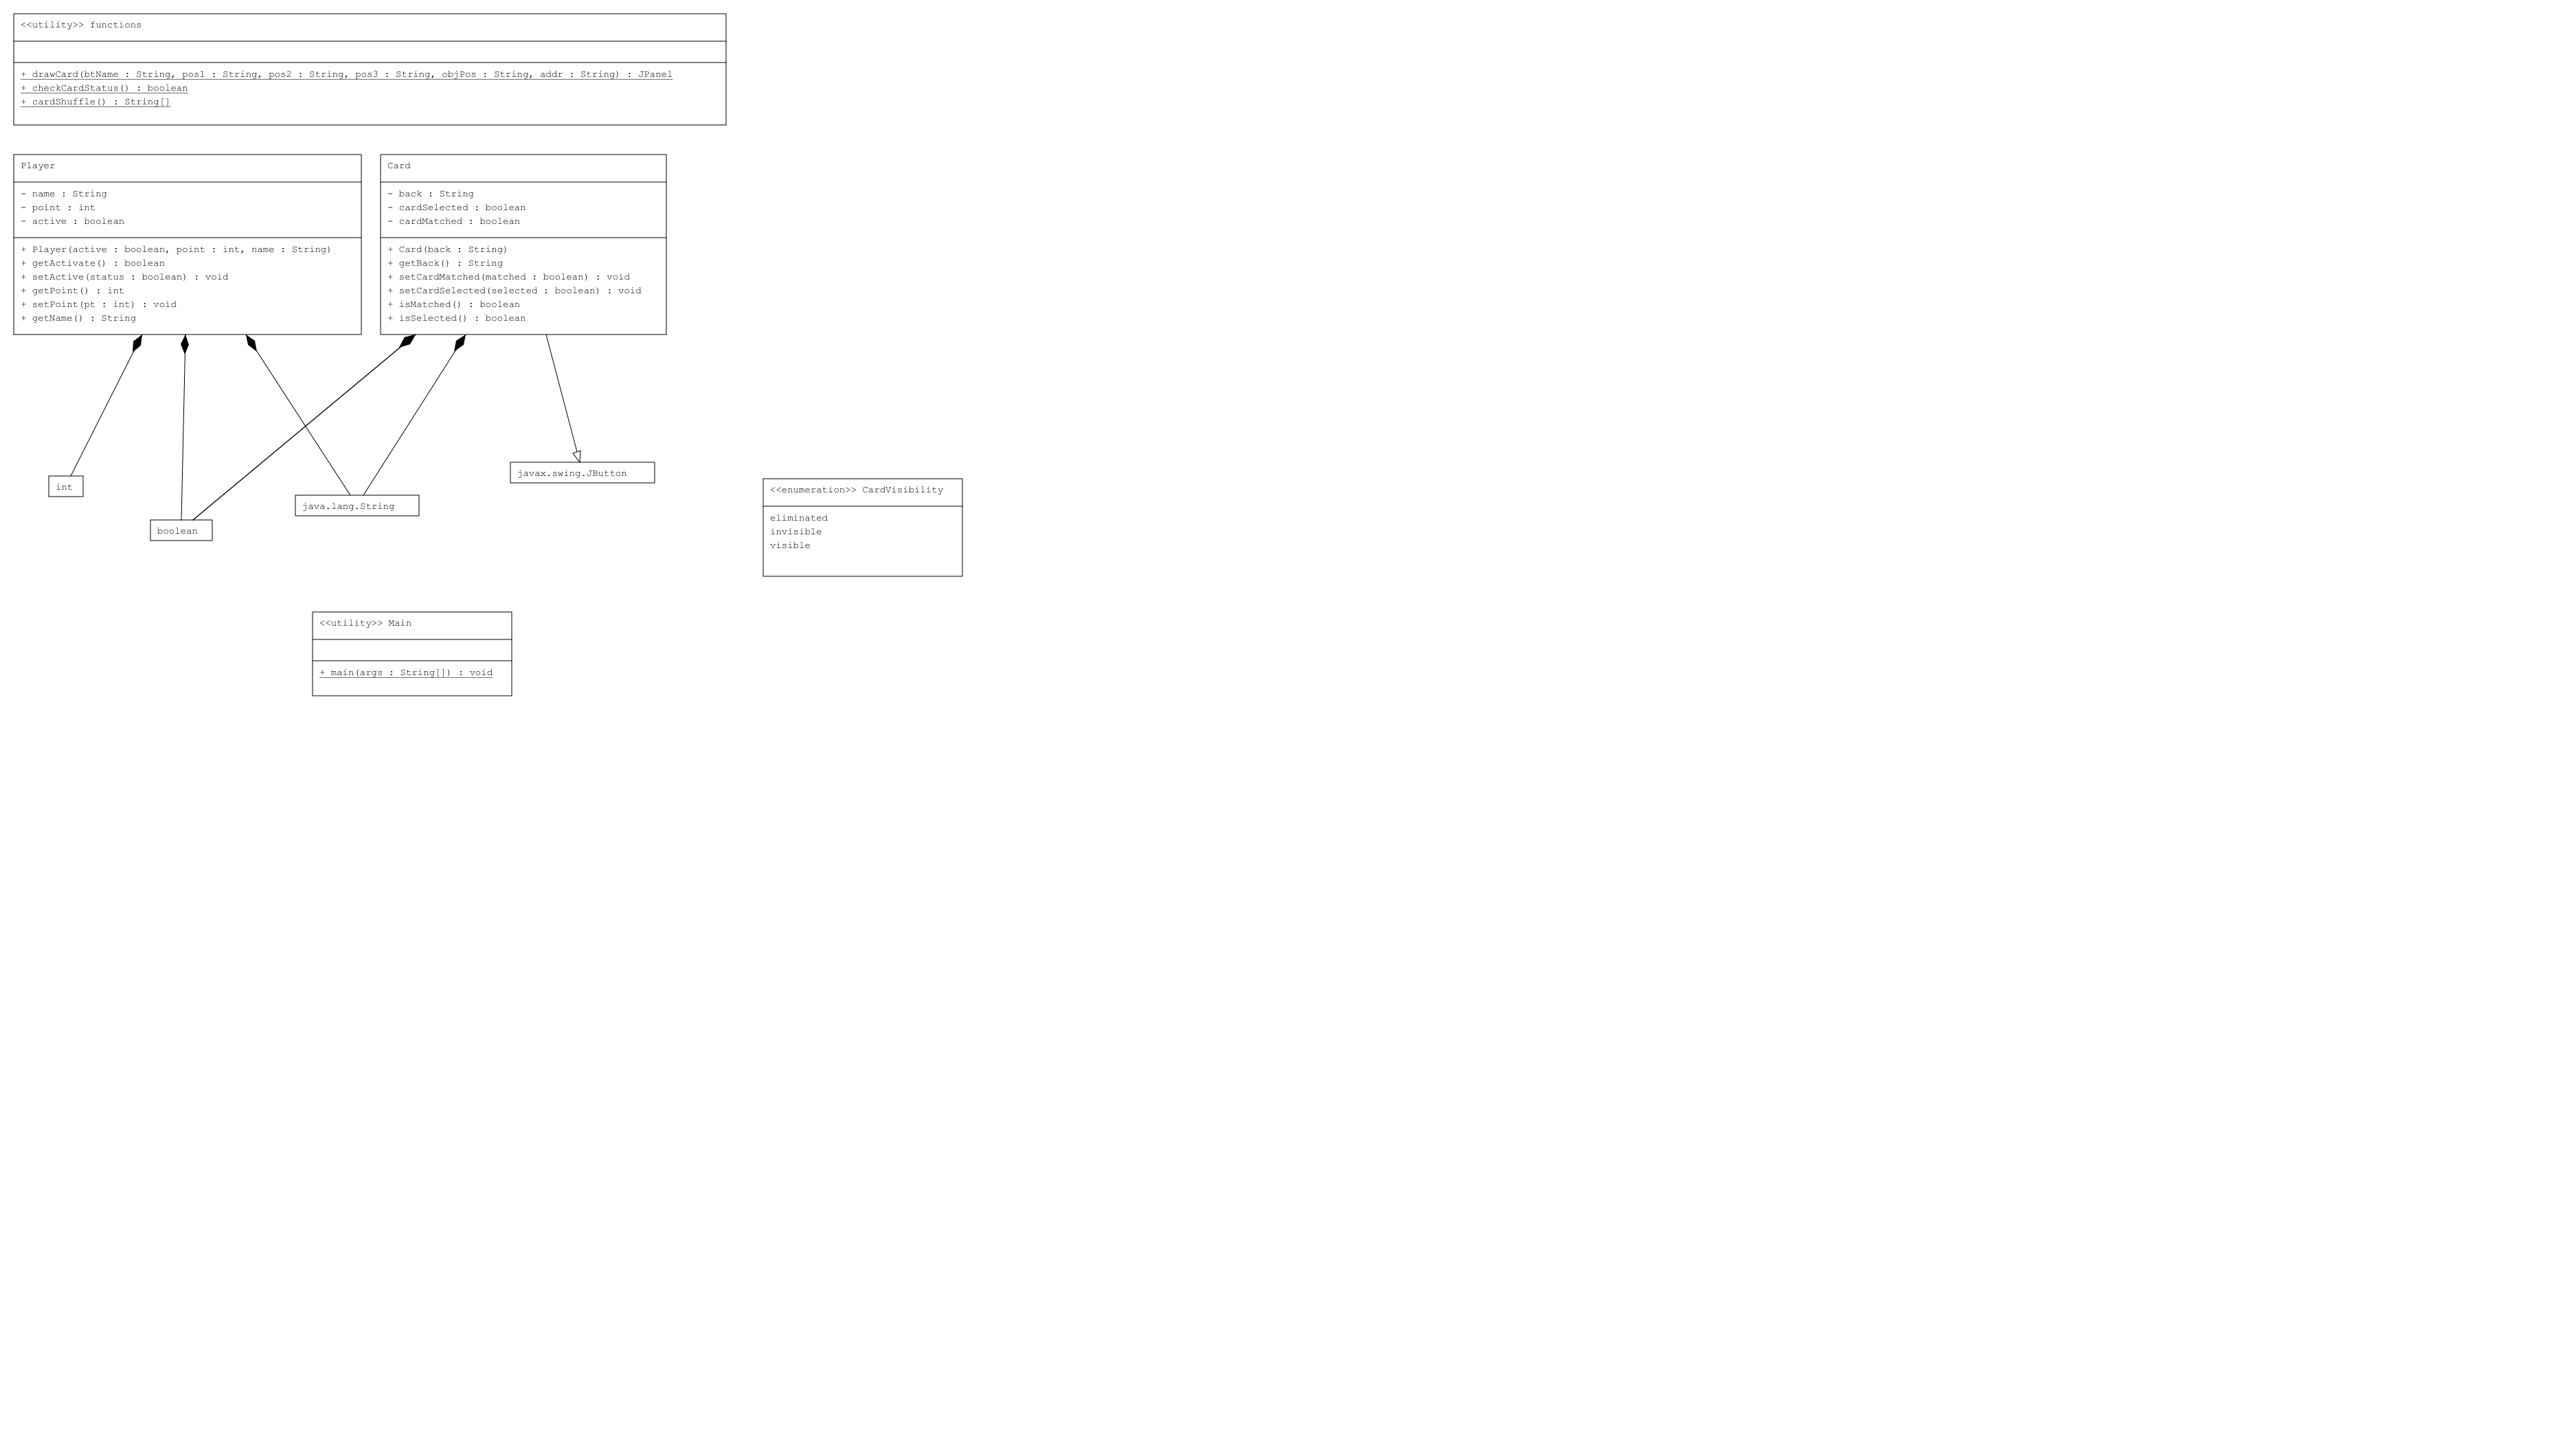 <<utility>> functions
+ drawCard(btName : String, pos1 : String, pos2 : String, pos3 : String, objPos : String, addr : String) : JPanel
+ checkCardStatus() : boolean
+ cardShuffle() : String[]
Player
- name : String
- point : int
- active : boolean
+ Player(active : boolean, point : int, name : String)
+ getActivate() : boolean
+ setActive(status : boolean) : void
+ getPoint() : int
+ setPoint(pt : int) : void
+ getName() : String
Card
- back : String
- cardSelected : boolean
- cardMatched : boolean
+ Card(back : String)
+ getBack() : String
+ setCardMatched(matched : boolean) : void
+ setCardSelected(selected : boolean) : void
+ isMatched() : boolean
+ isSelected() : boolean
int
boolean
java.lang.String
javax.swing.JButton
<<enumeration>> CardVisibility
eliminated
invisible
visible
<<utility>> Main
+ main(args : String[]) : void